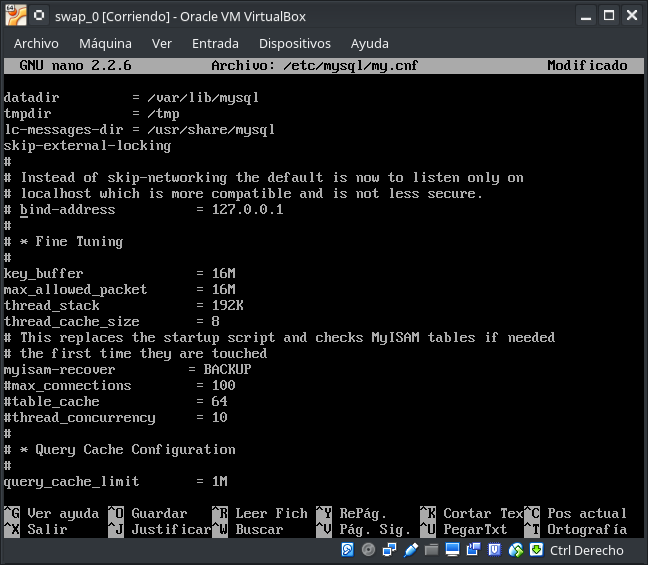 swap_0 [Corriendo] - Oracle VM VirtualBox
Archivo Máquina Ver Entrada Dispositivos Ayuda
GNU nano 2.2.6 Archivo: /etc/mysql/my.cnf Modificado
datadir = /var/lib/mysql
tmpdir = /tmp
lc-messages-dir = /usr/share/mysql
skip-external-locking
#
# Instead of skip-networking the default is now to listen only on
# localhost which is more compatible and is not less secure.
# bind-address = 127.0.0.1
#
# * Fine Tuning
#
key_buffer = 16M
max_allowed_packet = 16M
thread_stack = 192K
thread_cache_size = 8
# This replaces the startup script and checks MyISAM tables if needed
# the first time they are touched
myisam-recover = BACKUP
#max_connections = 100
#table_cache = 64
#thread_concurrency = 10
#
# * Query Cache Configuration
#
query_cache_limit = 1M
^G Ver ayuda ^O Guardar ^R Leer Fich ^Y RePág. ^K Cortar Tex ^C Pos actual
^X Salir ^J Justificar ^W Buscar ^V Pág. Sig. ^U PegarTxt ^T Ortografía
Ctrl Derecho